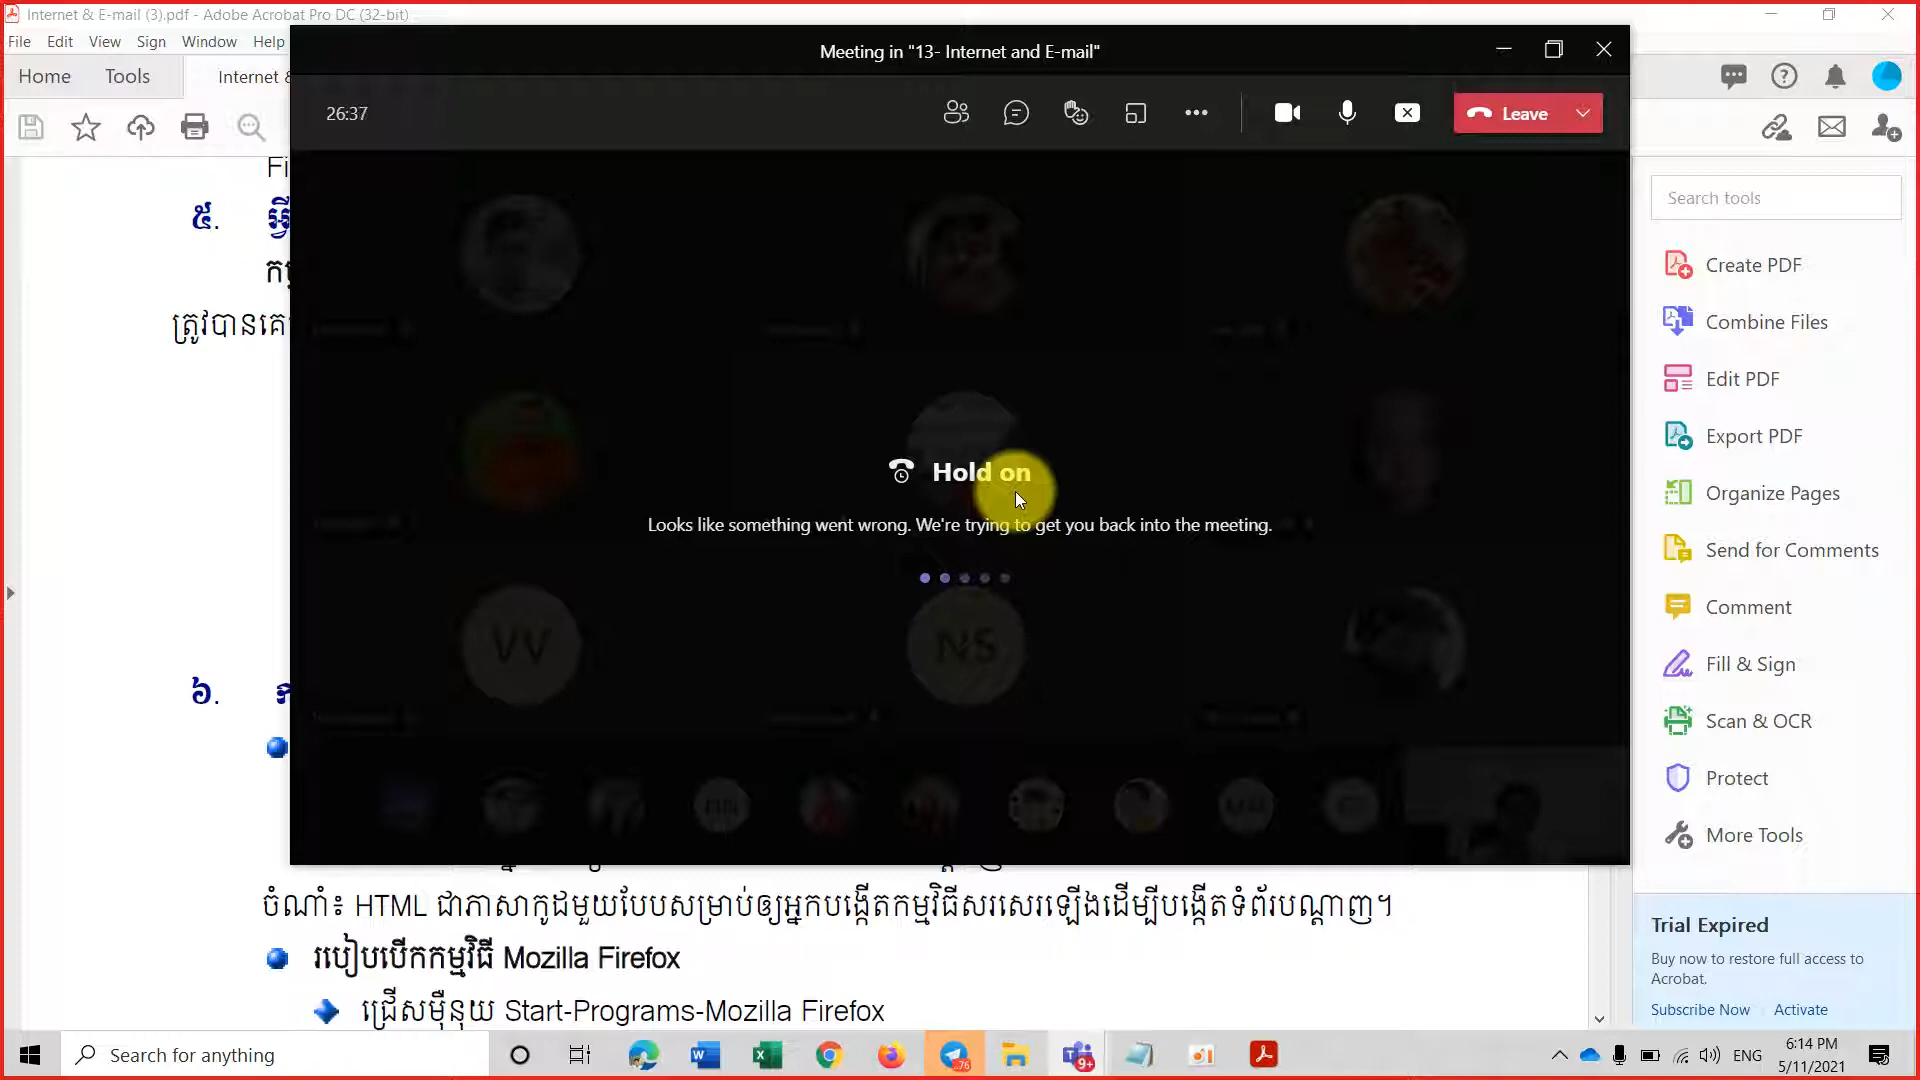 Internet & E-mail (3).pdf - Adobe Acrobat Pro DC (32-bit)
File Edit View Sign Window Help
Meeting in "13- Internet and E-mail"
Home Tools Internet &
26:37
Leave
Fi
៥. អ្វី
ត្រូវបានគេ
Search tools
Create PDF
Combine Files
Edit PDF
Export PDF
Hold on
Looks like something went wrong. We're trying to get you back into the meeting.
Organize Pages
Send for Comments
Comment
VV
NS
Fill & Sign
៦.
Scan & OCR
Protect
More Tools
ចំណាំ៖ HTML ជាភាសាកូដមួយបែបសម្រាប់ឲ្យអ្នកបង្កើតកម្មវិធីសរសេរឡើងដើម្បីបង្កើតទំព័របណ្តាញ។
របៀបបើកកម្មវិធី Mozilla Firefox
ជ្រើសម៉ឺនុយ Start-Programs-Mozilla Firefox
Trial Expired
Buy now to restore full access to
Acrobat.
Subscribe Now Activate
Search for anything
76
9+
ENG
6:14 PM
5/11/2021